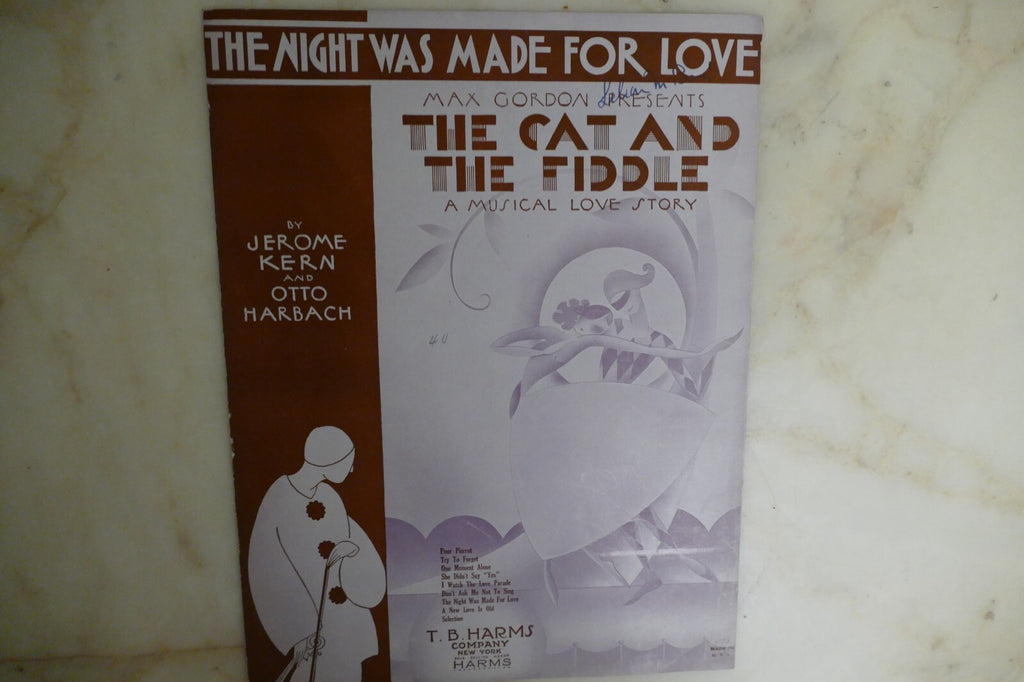 THE NIGHT WAS MADE FOR LOVE
MAX GORDON PRESENTS
THE CAT AND
THE FIDDLE
A MUSICAL LOVE STORY
BY
JEROME
KERN
AND
OTTO
HARBACH
4
Poor Pierrot
Try To Forget
One Moment Alone
She Didn't Say "Yes"
I Watch The Love Parade
Don't Ask Me Not To Sing
The Night Was Made For Love
A New Love Is Old
Selection
T. B. HARMS
COMPANY
NEW YORK
HARMS